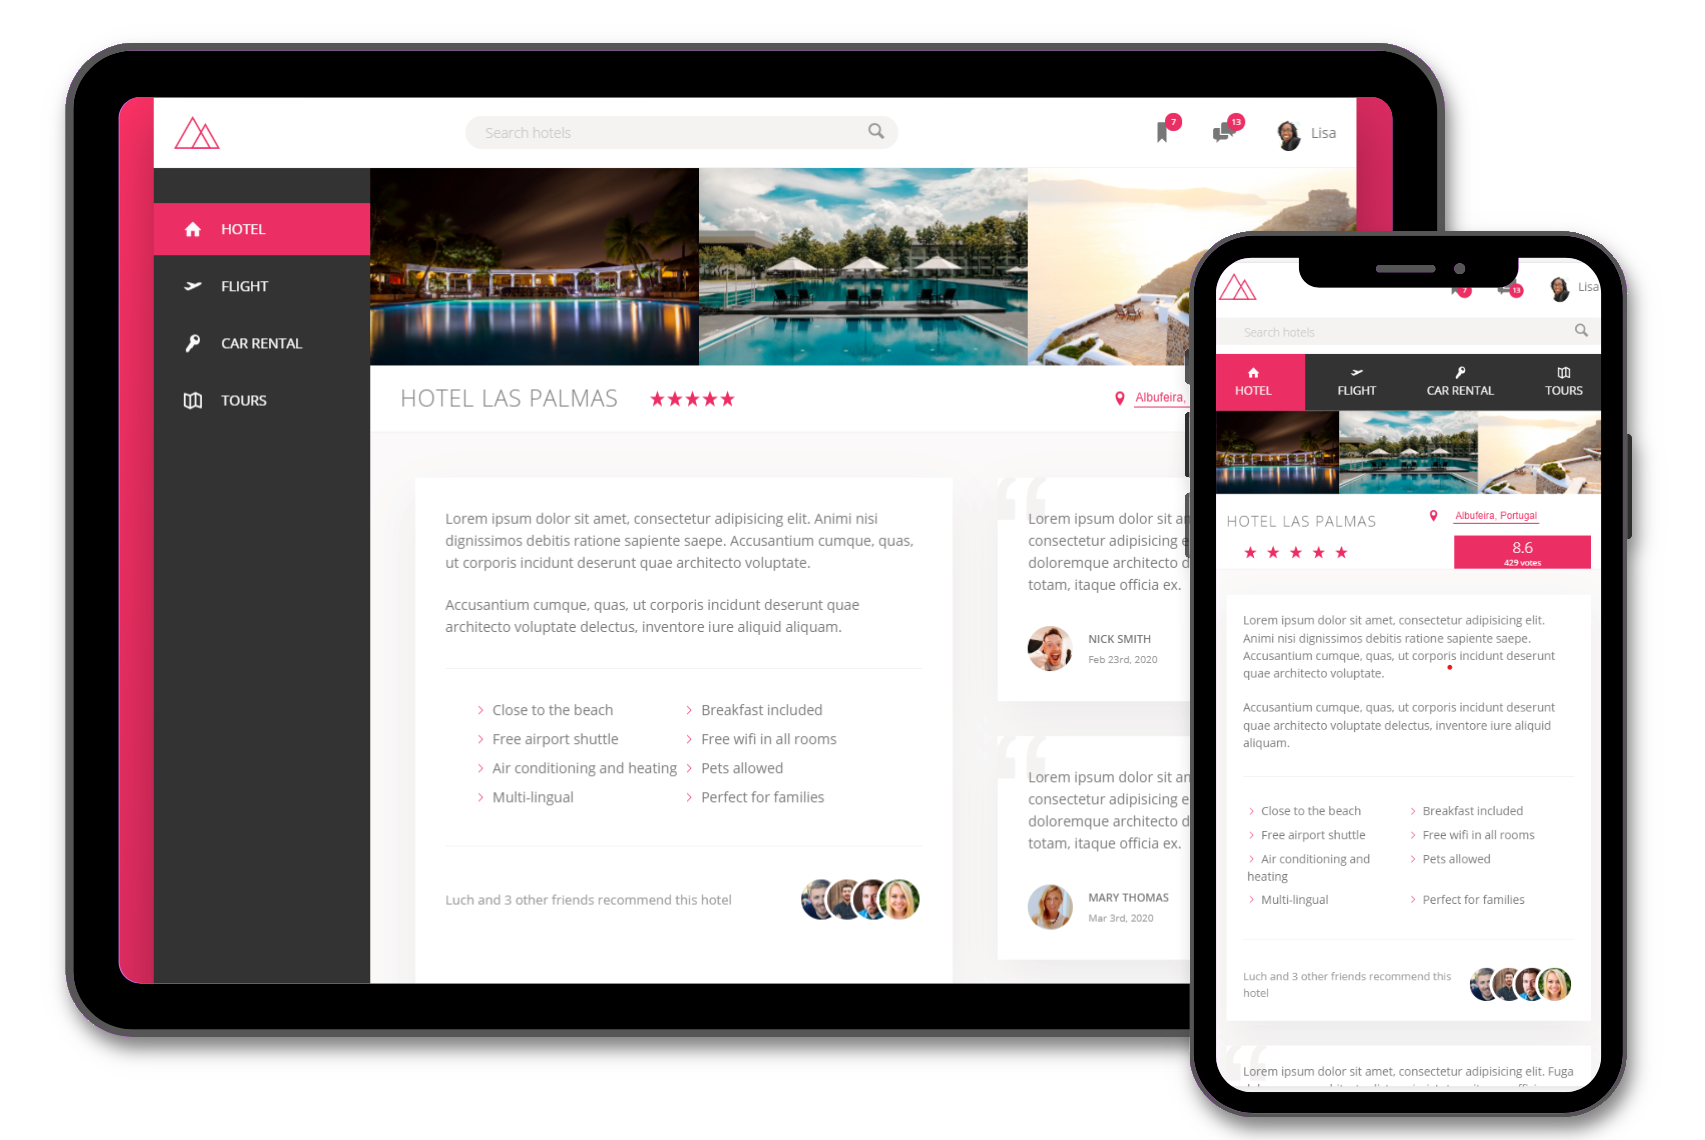 Search hotels
7
13
Lisa
HOTEL
FLIGHT
CAR RENTAL
TOURS
HOTEL LAS PALMAS
Albufeira,
Lorem ipsum dolor sit amet, consectetur adipisicing elit. Animi nisi
dignissimos debitis ratione sapiente saepe. Accusantium cumque, quas,
ut corporis incidunt deserunt quae architecto voluptate.
Accusantium cumque, quas, ut corporis incidunt deserunt quae
architecto voluptate delectus, inventore iure aliquid aliquam.
Close to the beach
Breakfast included
Free airport shuttle
Free wifi in all rooms
Air conditioning and heating
Pets allowed
Multi-lingual
Perfect for families
Luch and 3 other friends recommend this hotel
Lorem ipsum dolor sit
consectetur adipisicing
doloremque architecto
totam, itaque officia ex.
NICK SMITH
Feb 23rd, 2020
Lorem ipsum dolor sit
consectetur adipisicing
doloremque architecto
totam, itaque officia ex.
MARY THOMAS
Mar 3rd, 2020
7
13
Lisa
Search hotels
HOTEL
FLIGHT
CAR RENTAL
TOURS
HOTEL LAS PALMAS
Albufeira, Portugal
8.6
429 votes
Lorem ipsum dolor sit amet, consectetur adipisicing elit.
Animi nisi dignissimos debitis ratione sapiente saepe.
Accusantium cumque, quas, ut corporis incidunt deserunt
quae architecto voluptate.
Accusantium cumque, quas, ut corporis incidunt deserunt
quae architecto voluptate delectus, inventore iure aliquid
aliquam.
Close to the beach
Breakfast included
Free airport shuttle
Free wifi in all rooms
Air conditioning and
heating
Pets allowed
Multi-lingual
Perfect for families
Luch and 3 other friends recommend this
hotel
Lorem ipsum dolor sit amet, consectetur adipisicing elit. Fuga